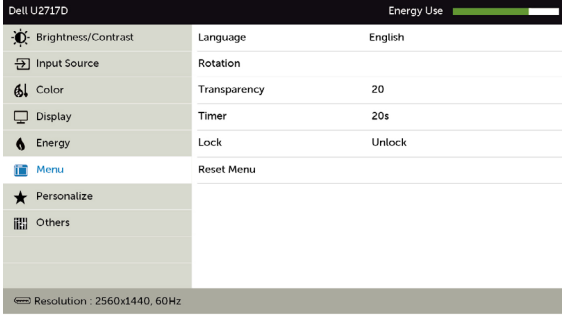 Dell U2717D Energy Use
Brightness/Contrast Language English
Input Source Rotation
Color Transparency 20
Display Timer 20s
Energy Lock Unlock
Menu Reset Menu
Personalize
Others
Resolution : 2560x1440, 60Hz